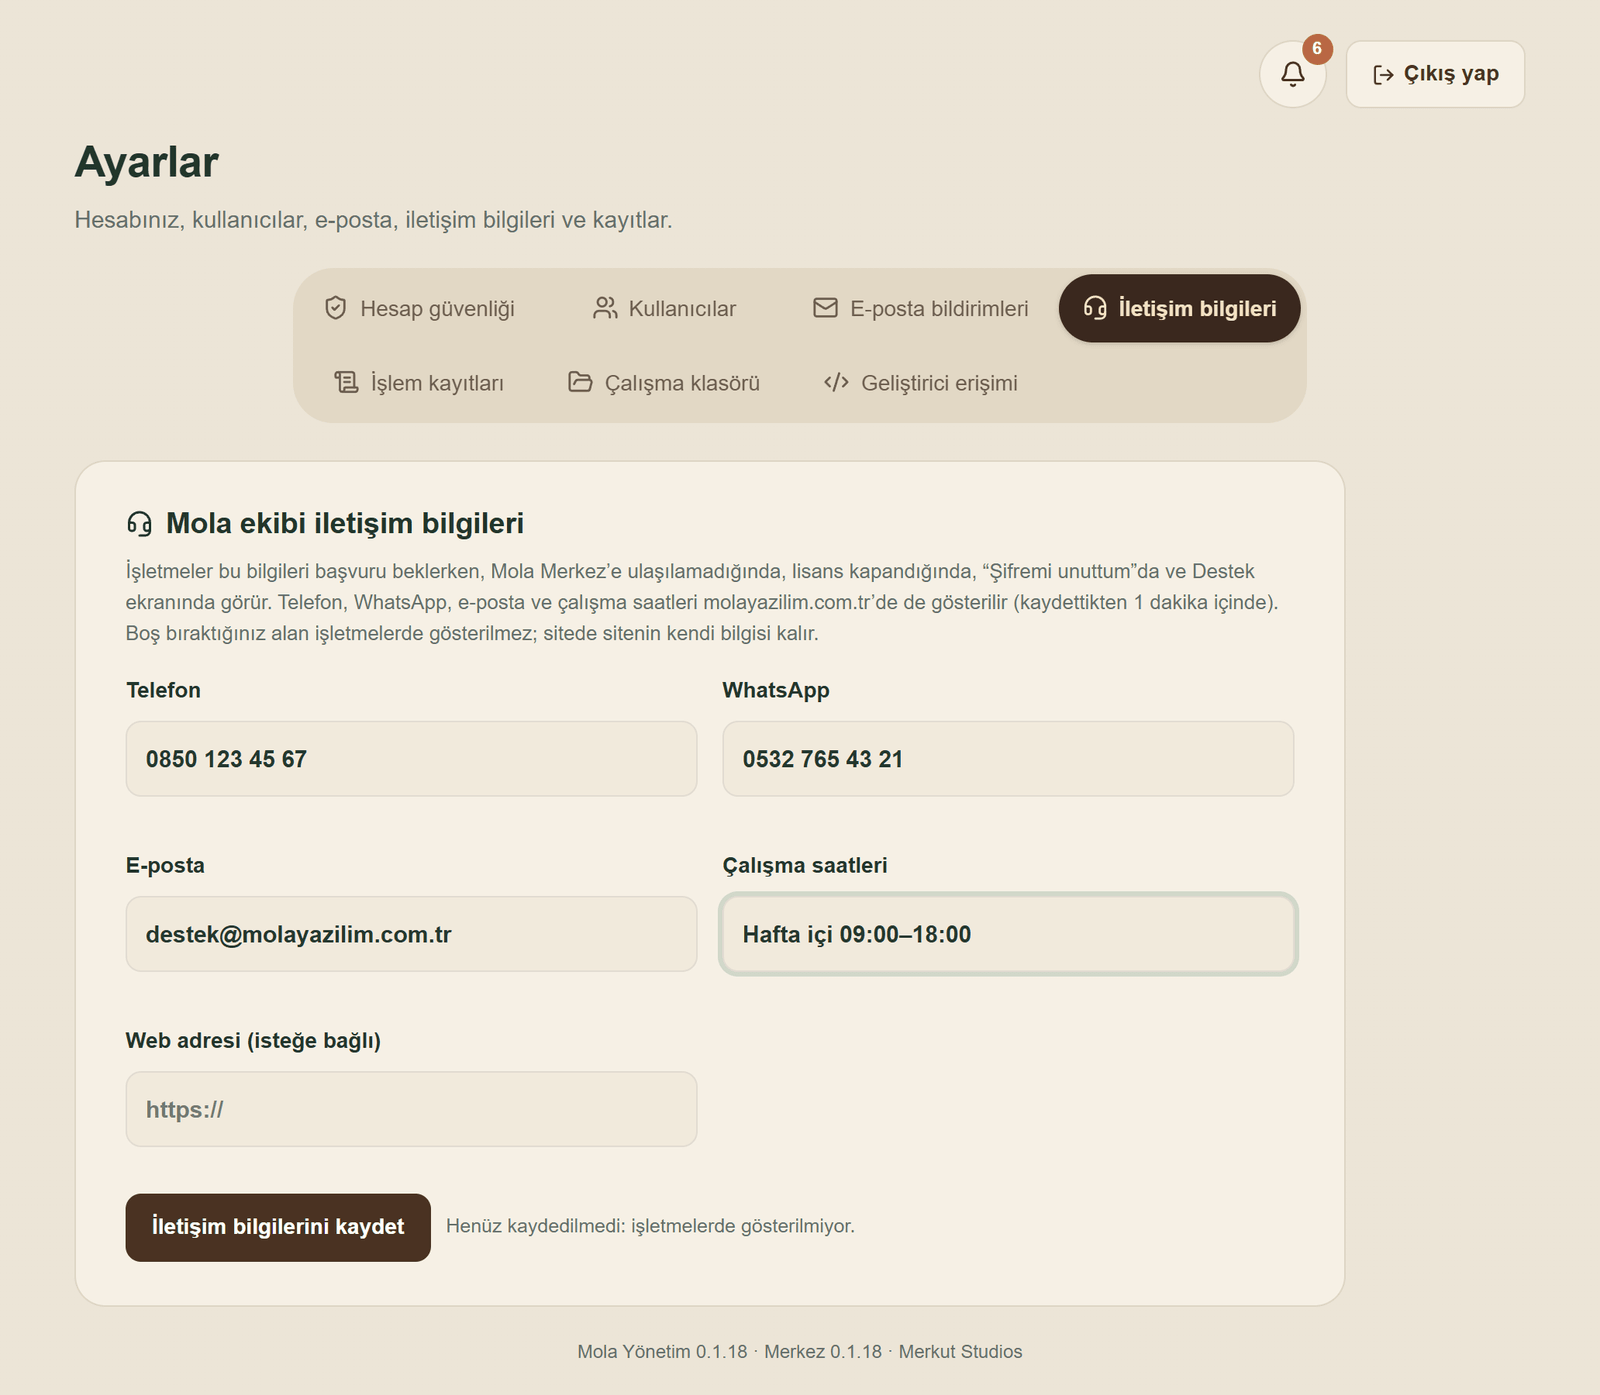 6
Çıkış yap
Ayarlar
Hesabınız, kullanıcılar, e-posta, iletişim bilgileri ve kayıtlar.
Hesap güvenliği
Kullanıcılar
E-posta bildirimleri
İletişim bilgileri
İşlem kayıtları
Çalışma klasörü
Geliştirici erişimi
Mola ekibi iletişim bilgileri
İşletmeler bu bilgileri başvuru beklerken, Mola Merkez’e ulaşılamadığında, lisans kapandığında, “Şifremi unuttum”da ve Destek
ekranında görür. Telefon, WhatsApp, e-posta ve çalışma saatleri molayazilim.com.tr’de de gösterilir (kaydettikten 1 dakika içinde).
Boş bıraktığınız alan işletmelerde gösterilmez; sitede sitenin kendi bilgisi kalır.
Telefon
0850 123 45 67
WhatsApp
0532 765 43 21
E-posta
destek@molayazilim.com.tr
Çalışma saatleri
Hafta içi 09:00–18:00
Web adresi (isteğe bağlı)
https://
İletişim bilgilerini kaydet
Henüz kaydedilmedi: işletmelerde gösterilmiyor.
Mola Yönetim 0.1.18 · Merkez 0.1.18 · Merkut Studios